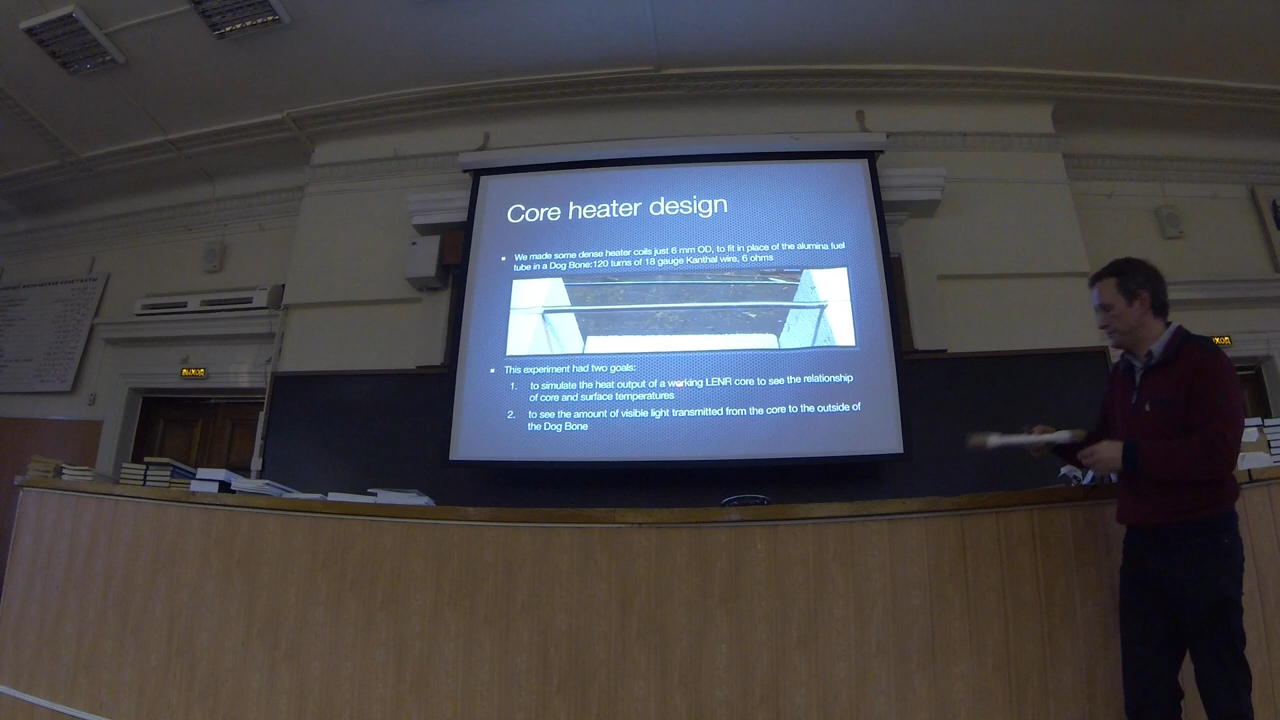 Core heater design
We made some dense heater coils just 6 mm OD, to fit in place of the alumina fuel
tube in a Dog Bone:120 turns of 18 gauge Kanthal wire, 6 ohms
This experiment had two goals:
1. to simulate the heat output of a working LENR core to see the relationship
of core and surface temperatures
2. to see the amount of visible light transmitted from the core to the outside of
the Dog Bone
ВЫХОД
ВЫХОД